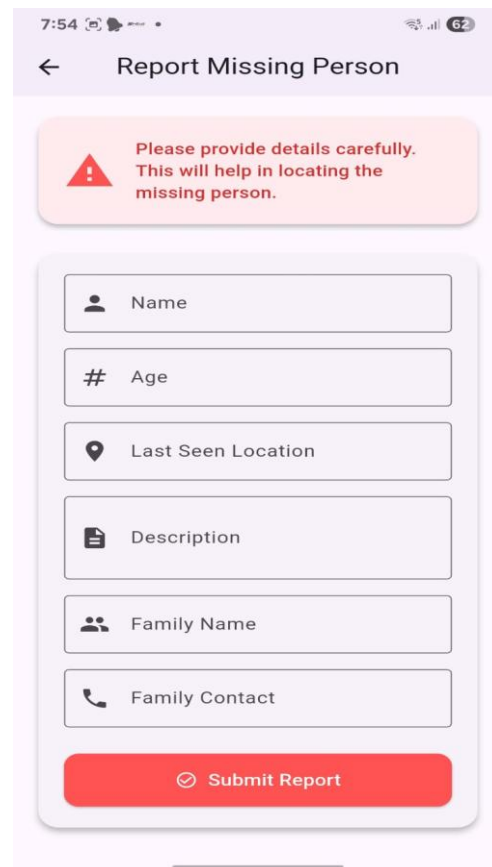 7:54
62
Report Missing Person
Please provide details carefully.
This will help in locating the
missing person.
Name
# Age
Last Seen Location
Description
Family Name
Family Contact
Submit Report